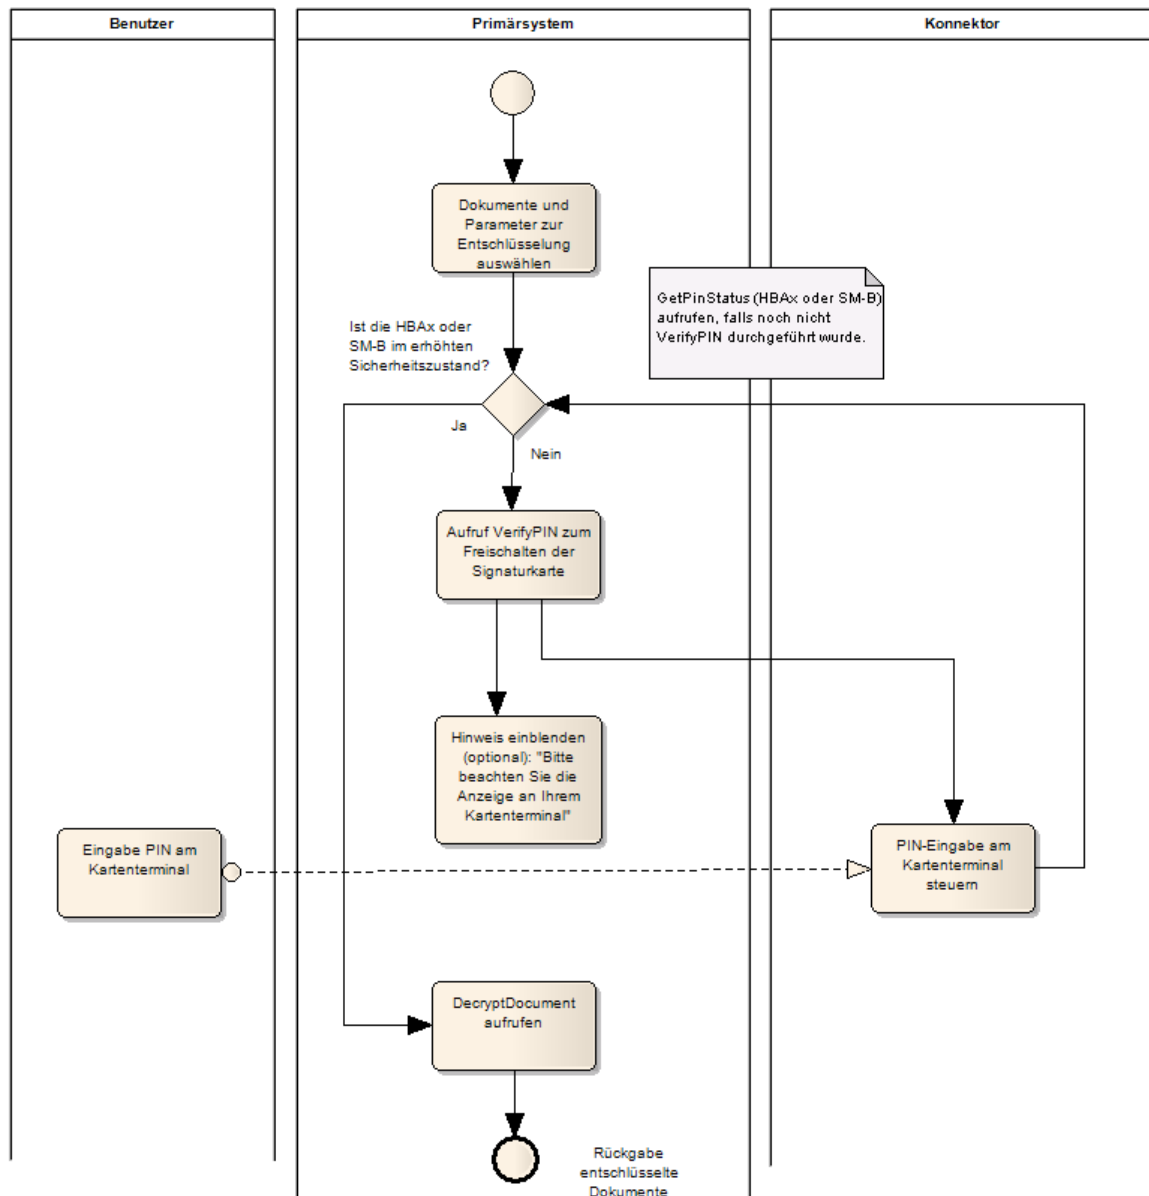 Benutzer
Primärsystem
Konnektor
Dokumente und
Parameter zur
Entschlüsselung
auswählen
GetPinStatus (HBAx oder SM-B)
aufrufen, falls noch nicht
VerifyPIN durchgeführt wurde.
Ist die HBAx oder
SM-B im erhöhten
Sicherheitszustand?
Ja
Nein
Aufruf VerifyPIN zum
Freischalten der
Signaturkarte
Hinweis einblenden
(optional): "Bitte
beachten Sie die
Anzeige an Ihrem
Kartenterminal"
Eingabe PIN am
Kartenterminal
PIN-Eingabe am
Kartenterminal
steuern
DecryptDocument
aufrufen
Rückgabe
entschlüsselte
Dokumente